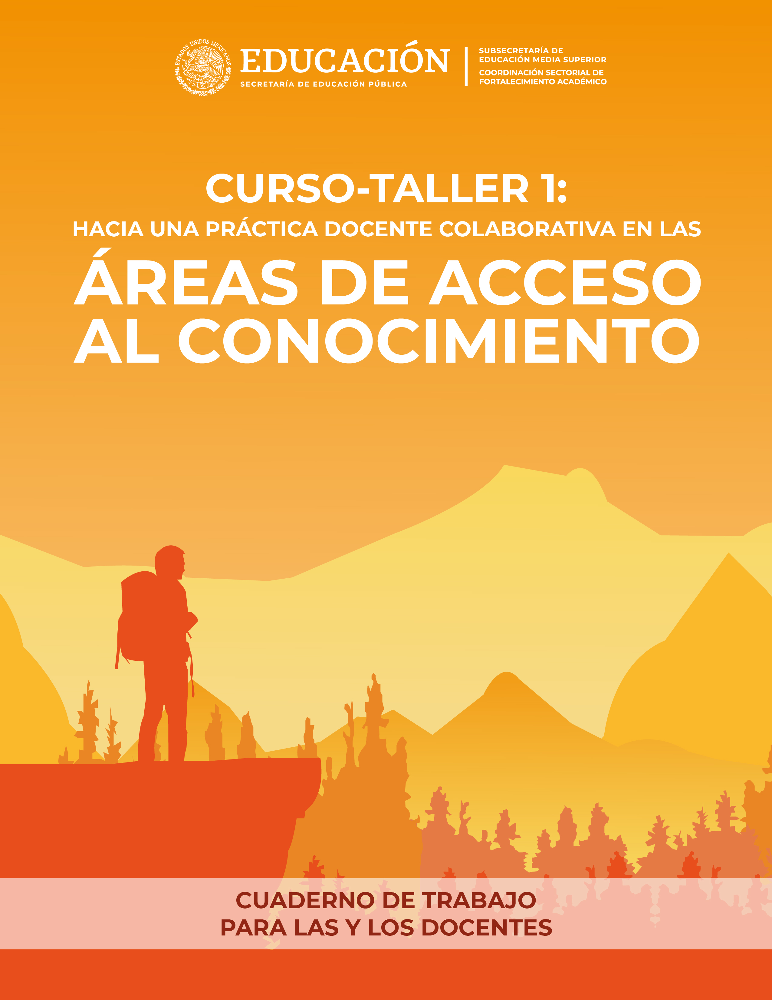 ESTADOS UNIDOS MEXICANOS
EDUCACIÓN
SECRETARÍA DE EDUCACIÓN PÚBLICA
SUBSECRETARÍA DE
EDUCACIÓN MEDIA SUPERIOR
COORDINACIÓN SECTORIAL DE
FORTALECIMIENTO ACADÉMICO
CURSO-TALLER 1:
HACIA UNA PRÁCTICA DOCENTE COLABORATIVA EN LAS
ÁREAS DE ACCESO
AL CONOCIMIENTO
CUADERNO DE TRABAJO
PARA LAS Y LOS DOCENTES